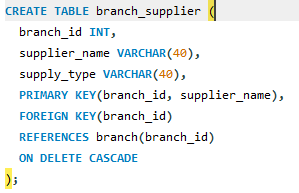 CREATE TABLE branch_supplier (
branch_id INT,
supplier_name VARCHAR(40),
supply_type VARCHAR(40),
PRIMARY KEY(branch_id, supplier_name),
FOREIGN KEY(branch_id)
REFERENCES branch(branch_id)
ON DELETE CASCADE
);